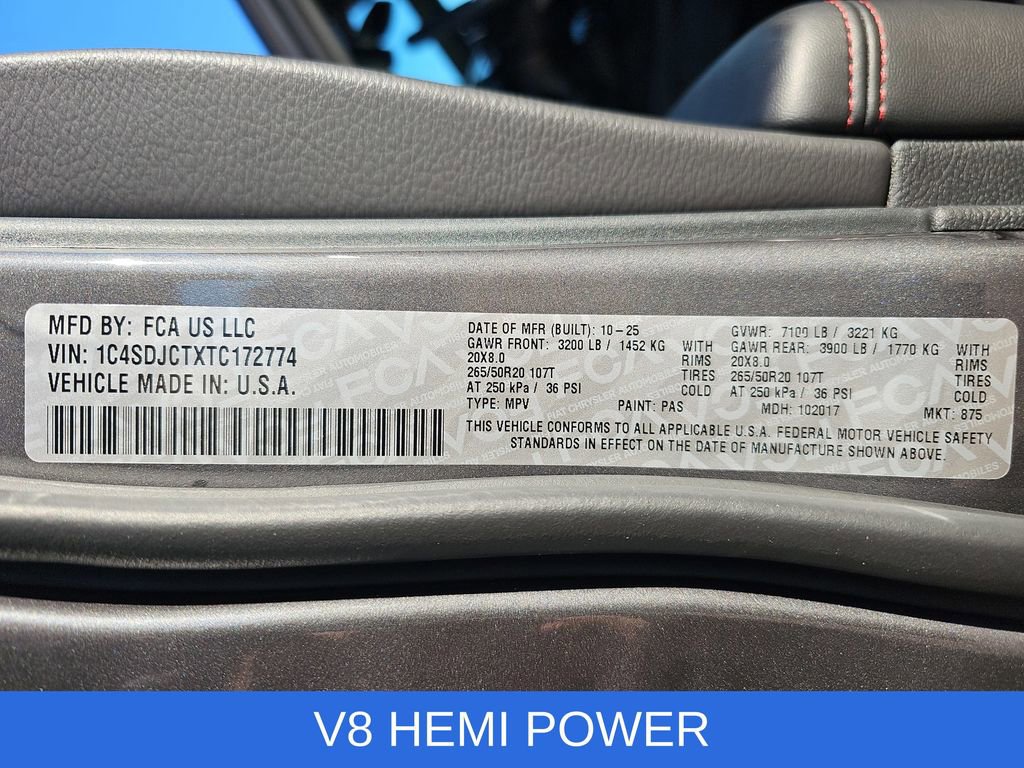 MFD BY: FCA US LLC
VIN: 1C4SDJCTXTC172774
VEHICLE MADE IN: U.S.A.
DATE OF MFR (BUILT): 10-25
GAWR FRONT: 3200 LB / 1452 KG WITH
20X8.0 RIMS
265/50R20 107T TIRES
AT 250 kPa / 36 PSI COLD
TYPE: MPV PAINT: PAS
GVWR: 7100 LB / 3221 KG
GAWR REAR: 3900 LB / 1770 KG WITH
20X8.0 RIMS
265/50R20 107T TIRES
AT 250 kPa / 36 PSI COLD
MDH: 102017 MKT: 875
THIS VEHICLE CONFORMS TO ALL APPLICABLE U.S.A. FEDERAL MOTOR VEHICLE SAFETY
STANDARDS IN EFFECT ON THE DATE OF MANUFACTURE SHOWN ABOVE.
V8 HEMI POWER